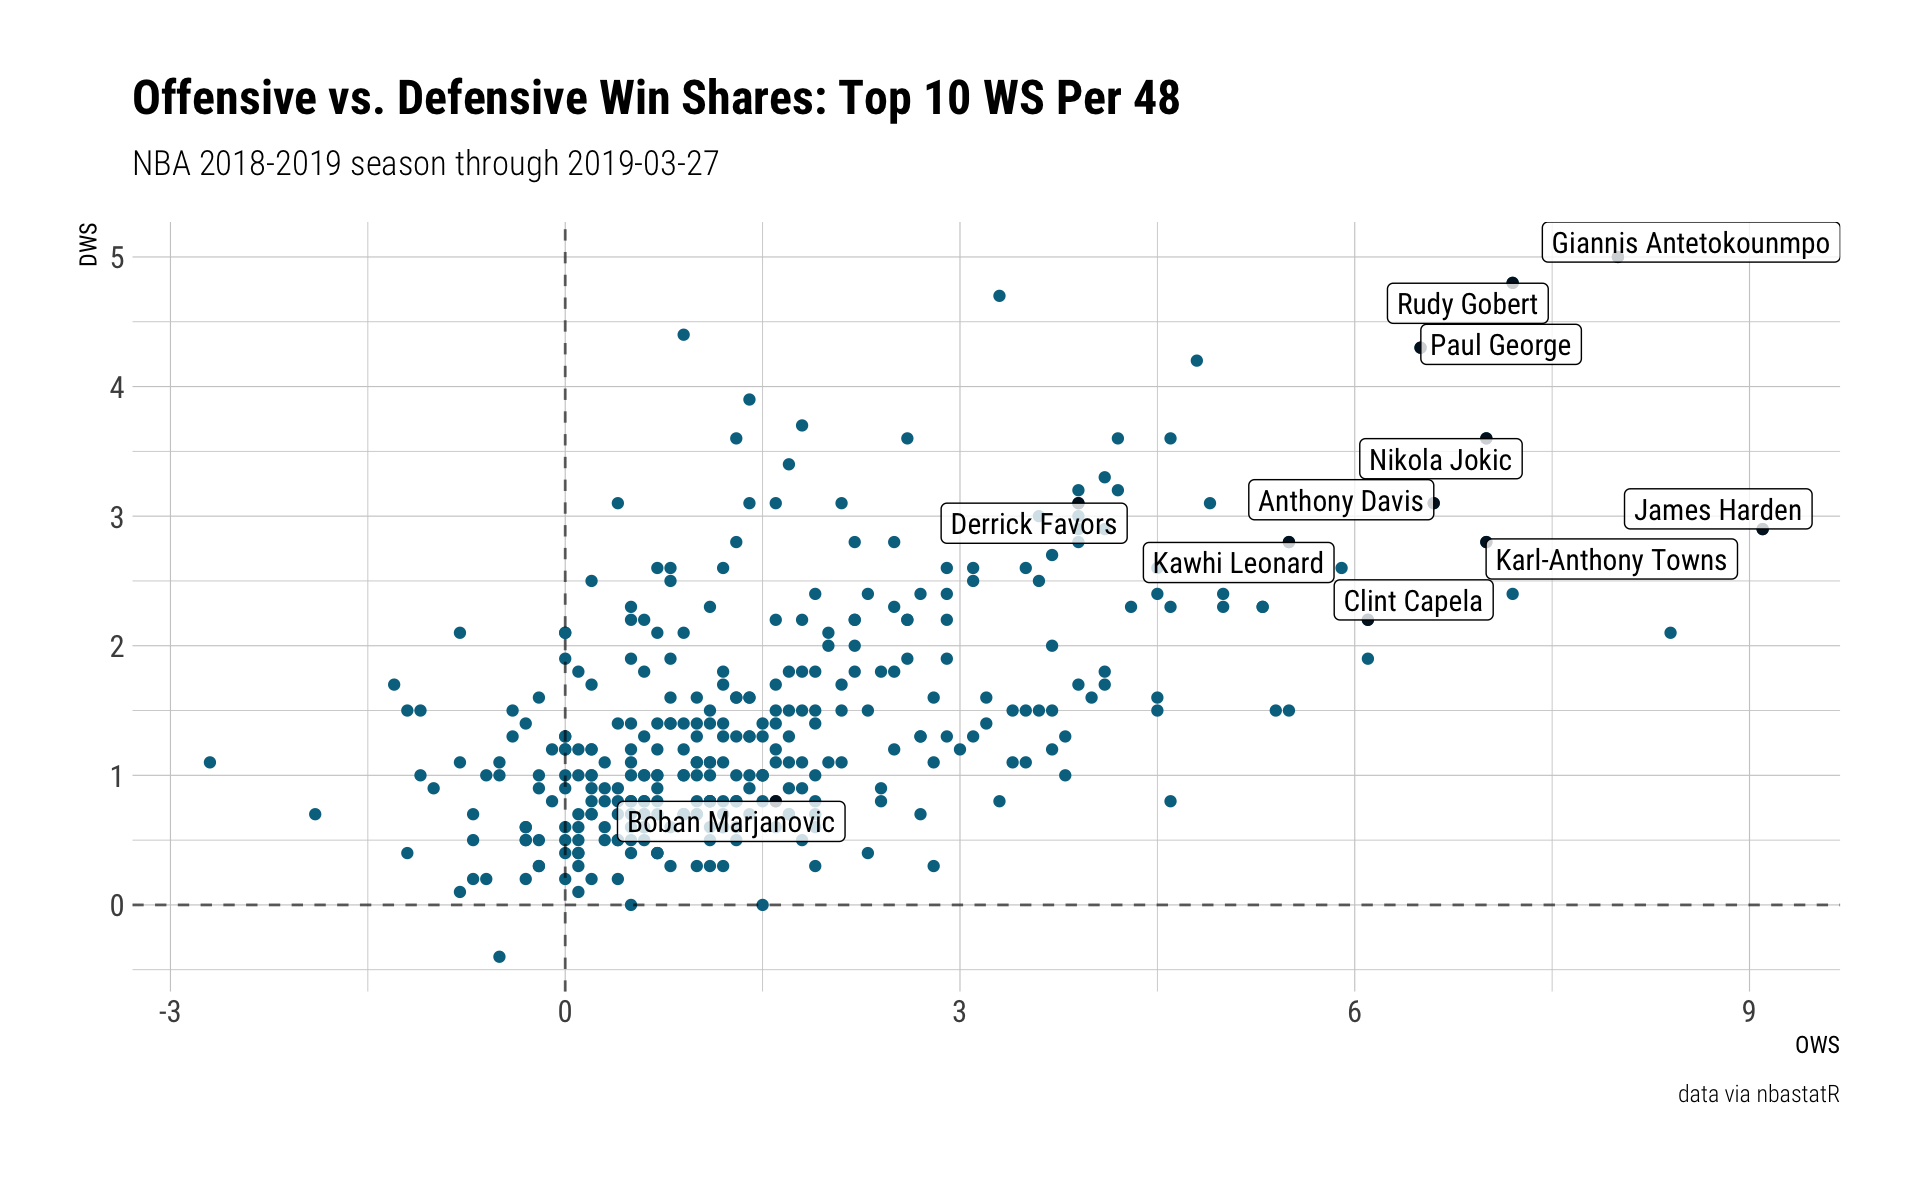 Offensive vs. Defensive Win Shares: Top 10 WS Per 48
NBA 2018-2019 season through 2019-03-27
DWS
5
4
3
2
1
0
Giannis Antetokounmpo
Rudy Gobert
Paul George
Nikola Jokic
Anthony Davis
James Harden
Derrick Favors
Kawhi Leonard
Karl-Anthony Towns
Clint Capela
Boban Marjanovic
-3 0 3 6 9
OWS
data via nbastatR